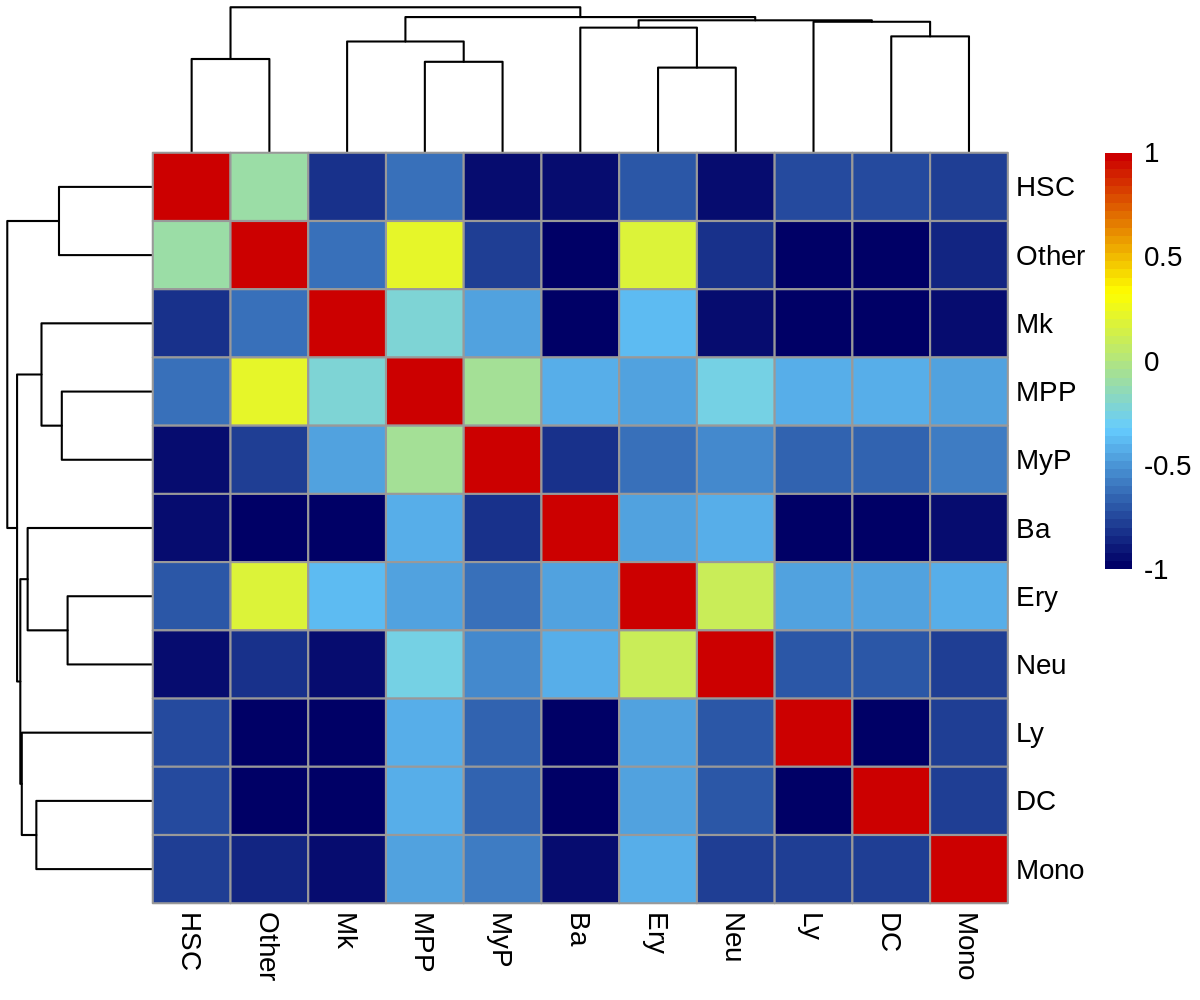 HSC
Other
Mk
MPP
MyP
Ba
Ery
Neu
Ly
DC
Mono
1
0.5
0
-0.5
-1
HSC
Other
Mk
MPP
MyP
Ba
Ery
Neu
Ly
DC
Mono